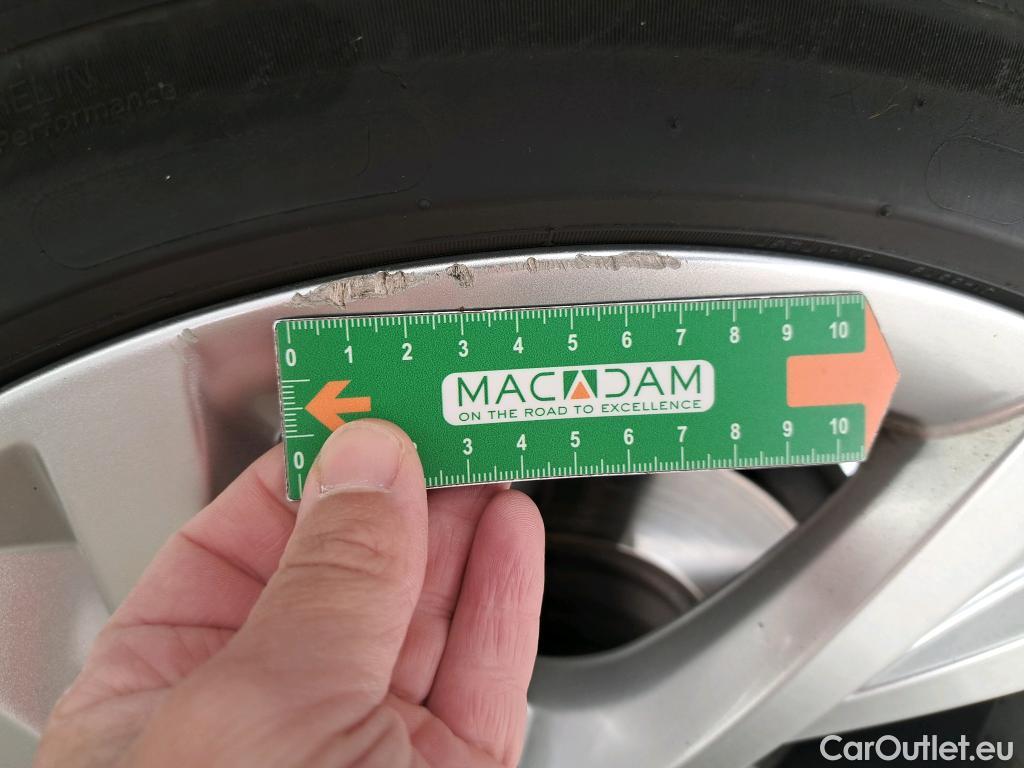 Performance
0 1 2 3 4 5 6 7 8 9 10
MACADAM
ON THE ROAD TO EXCELLENCE
0 3 4 5 6 7 8 9 10
CarOutlet.eu